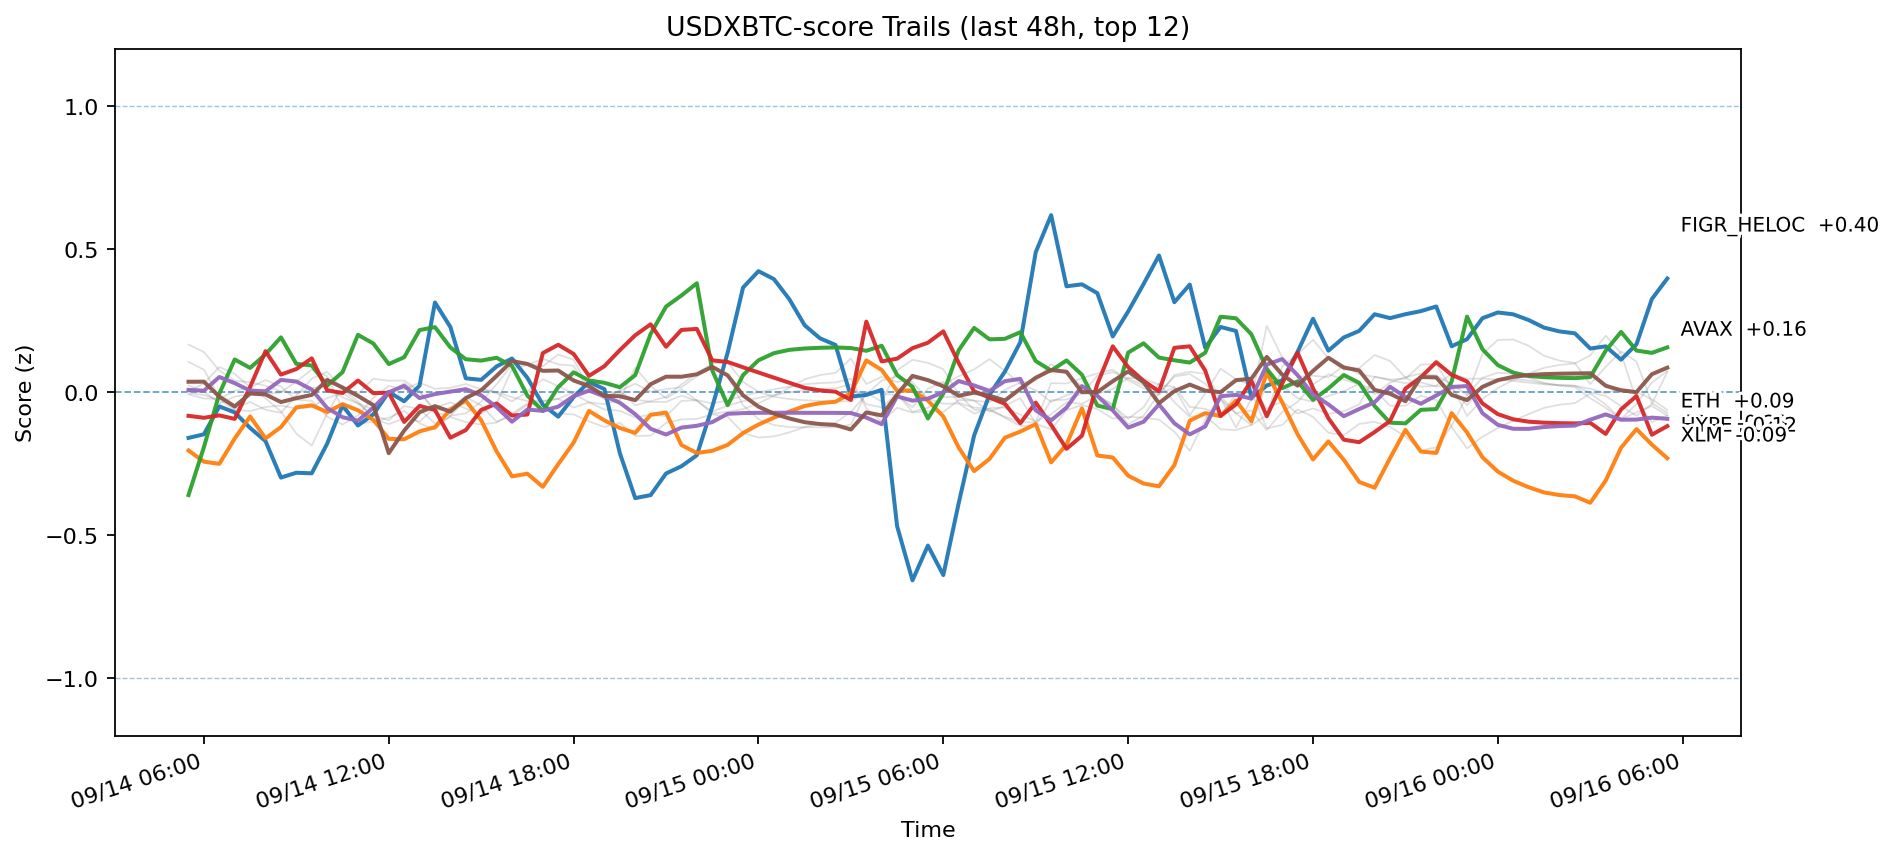 USDXBTC-score Trails (last 48h, top 12)
Score (z)
1.0
0.5
0.0
−0.5
−1.0
FIGR_HELOC +0.40
AVAX +0.16
ETH +0.09
HYPE
XLM -0.09
09/14 06:00
09/14 12:00
09/14 18:00
09/15 00:00
09/15 06:00
09/15 12:00
09/15 18:00
09/16 00:00
09/16 06:00
Time